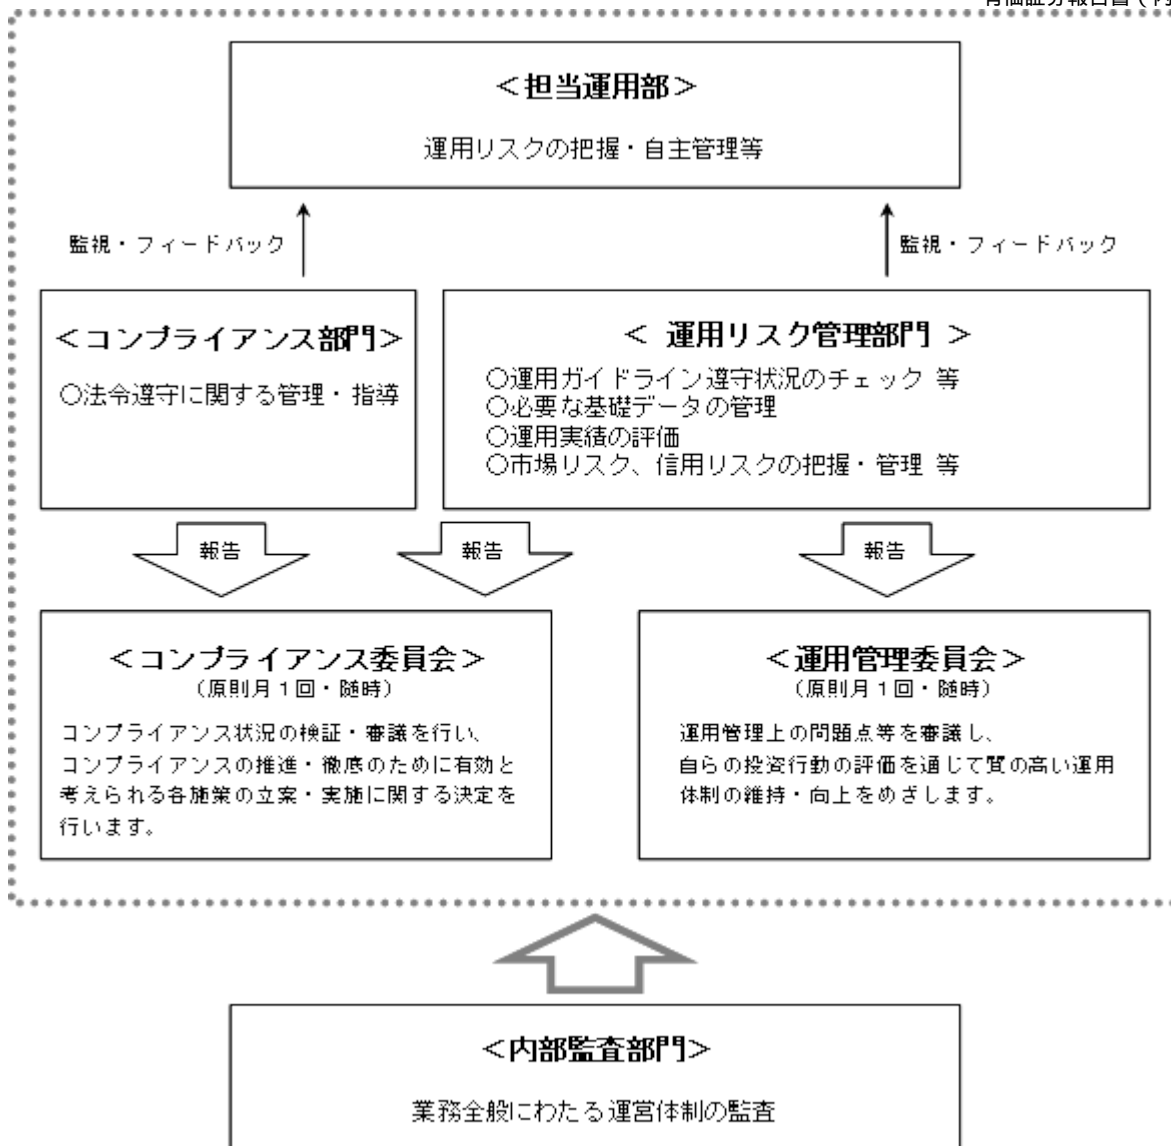 ＜担当運用部＞
運用リスクの把握・自主管理等
監視・フィードバック
監視・フィードバック
＜コンプライアンス部門＞
○法令遵守に関する管理・指導
＜ 運用リスク管理部門 ＞
○運用ガイドライン遵守状況のチェック 等
○必要な基礎データの管理
○運用実績の評価
○市場リスク、信用リスクの把握・管理 等
報告
報告
報告
＜コンプライアンス委員会＞
（原則月１回・随時）
コンプライアンス状況の検証・審議を行い、
コンプライアンスの推進・徹底のために有効と
考えられる各施策の立案・実施に関する決定を
行います。
＜運用管理委員会＞
（原則月１回・随時）
運用管理上の問題点等を審議し、
自らの投資行動の評価を通じて質の高い運用
体制の維持・向上をめざします。
＜内部監査部門＞
業務全般にわたる運営体制の監査